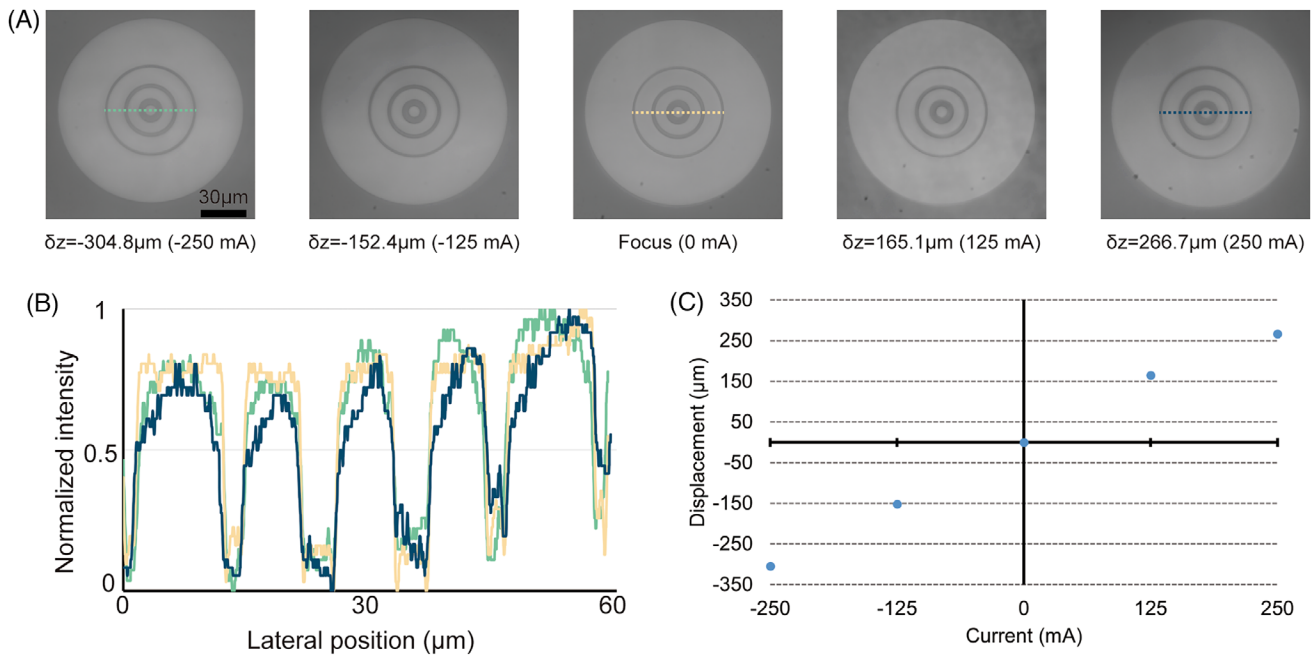 (A)
30µm
δz=-304.8µm (-250 mA)
δz=-152.4µm (-125 mA)
Focus (0 mA)
δz=165.1µm (125 mA)
δz=266.7µm (250 mA)
(B)
1
0.5
0
0
30
60
Normalized intensity
Lateral position (µm)
(C)
350
250
150
50
-50
-150
-250
-350
-250
-125
0
125
250
Displacement (µm)
Current (mA)